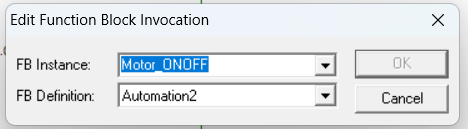 Edit Function Block Invocation
FB Instance: Motor_ONOFF OK
FB Definition: Automation2 Cancel